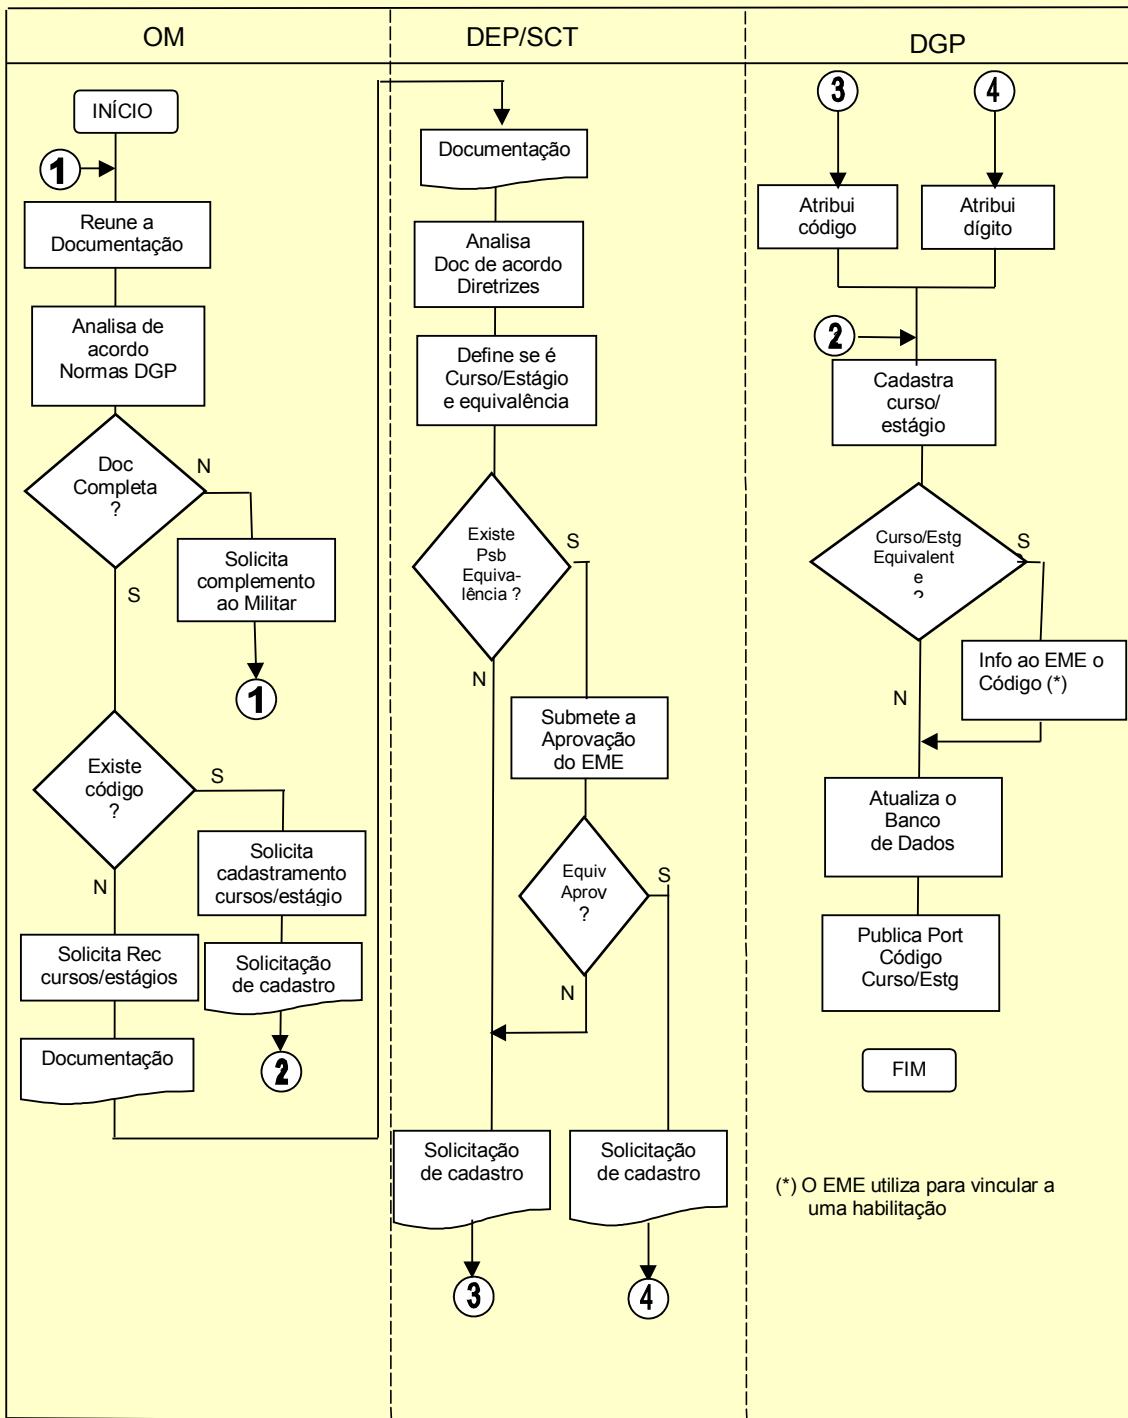 OM
INÍCIO
1
Reune a
Documentação
Analisa de
acordo
Normas DGP
Doc
Completa
?
N
S
Solicita
complemento
ao Militar
1
Existe
código
?
S
N
Solicita
cadastramento
cursos/estágio
Solicita Rec
cursos/estágios
Solicitação
de cadastro
Documentação
2
DEP/SCT
Documentação
Analisa
Doc de acordo
Diretrizes
Define se é
Curso/Estágio
e equivalência
Existe
Psb
Equiva-
lência ?
S
N
Submete a
Aprovação
do EME
Equiv
Aprov
?
S
N
Solicitação
de cadastro
Solicitação
de cadastro
3
4
DGP
3
4
Atribui
código
Atribui
dígito
2
Cadastra
curso/
estágio
Curso/Estg
Equivalent
e
?
S
N
Info ao EME o
Código (*)
Atualiza o
Banco
de Dados
Publica Port
Código
Curso/Estg
FIM
(*) O EME utiliza para vincular a
uma habilitação